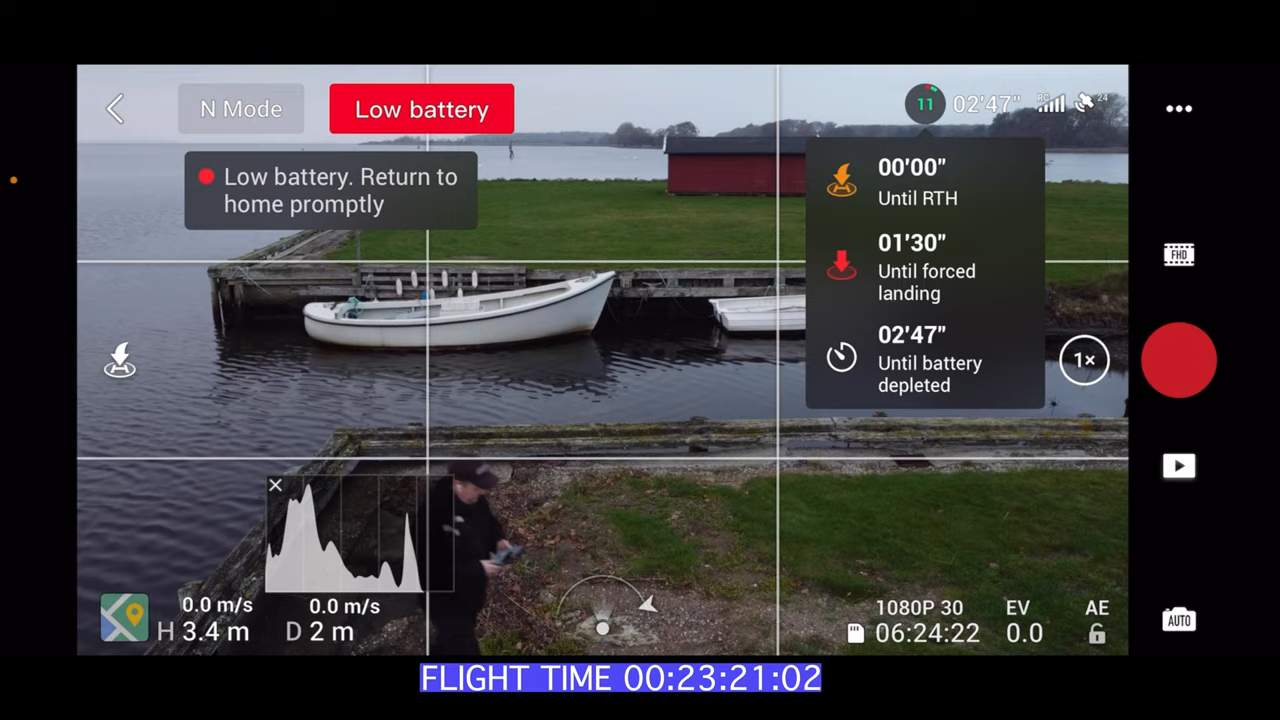 N Mode
Low battery
11
02'47"
RC
24
Low battery. Return to
home promptly
00'00"
Until RTH
01'30"
Until forced
landing
02'47"
Until battery
depleted
FHD
1×
0.0 m/s
0.0 m/s
H 3.4 m
D 2 m
1080P 30
EV
AE
06:24:22
0.0
AUTO
FLIGHT TIME 00:23:21:02